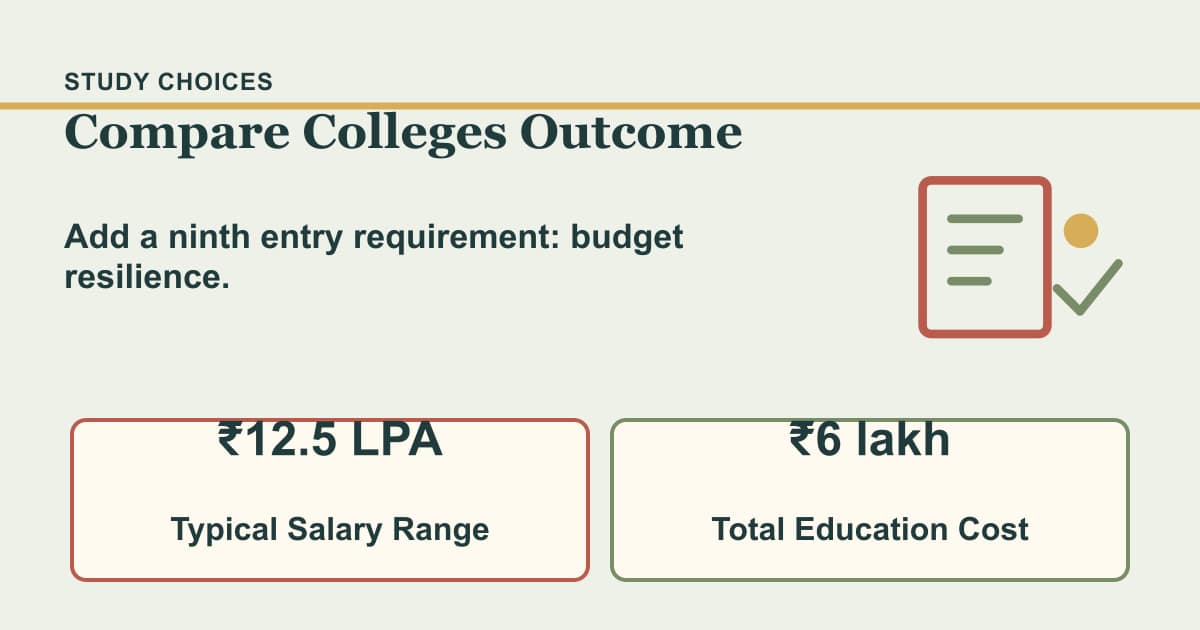 STUDY CHOICES
Compare Colleges Outcome
Add a ninth entry requirement: budget
resilience.
₹12.5 LPA
Typical Salary Range
₹6 lakh
Total Education Cost